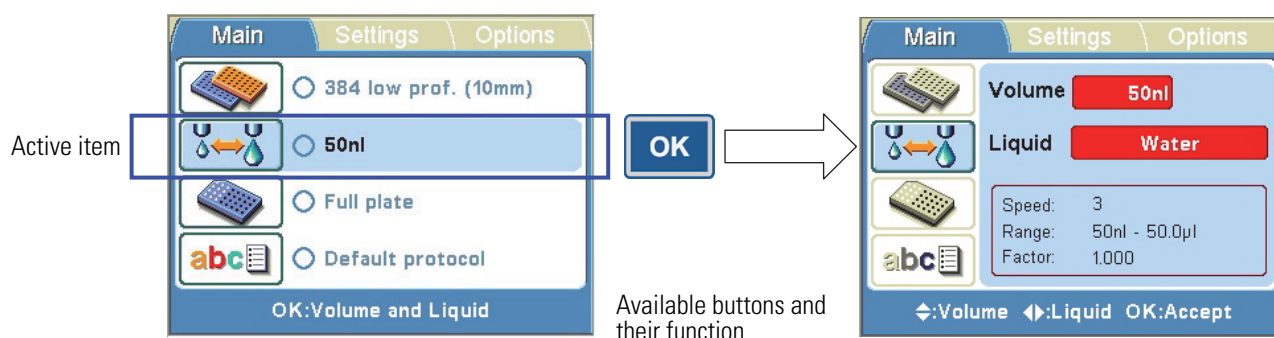 Main Settings Options
384 low prof. (10mm)
Active item
50nl
Full plate
abc
Default protocol
OK:Volume and Liquid
OK
Available buttons and
their function
Main Settings Options
Volume 50nl
Liquid Water
Speed: 3
Range: 50nl - 50.0µl
Factor: 1.000
abc
:Volume :Liquid OK:Accept